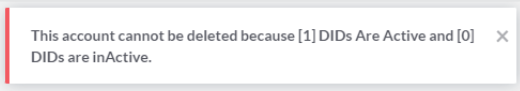 This account cannot be deleted because [1] DIDs Are Active and [0]
DIDs are inActive.